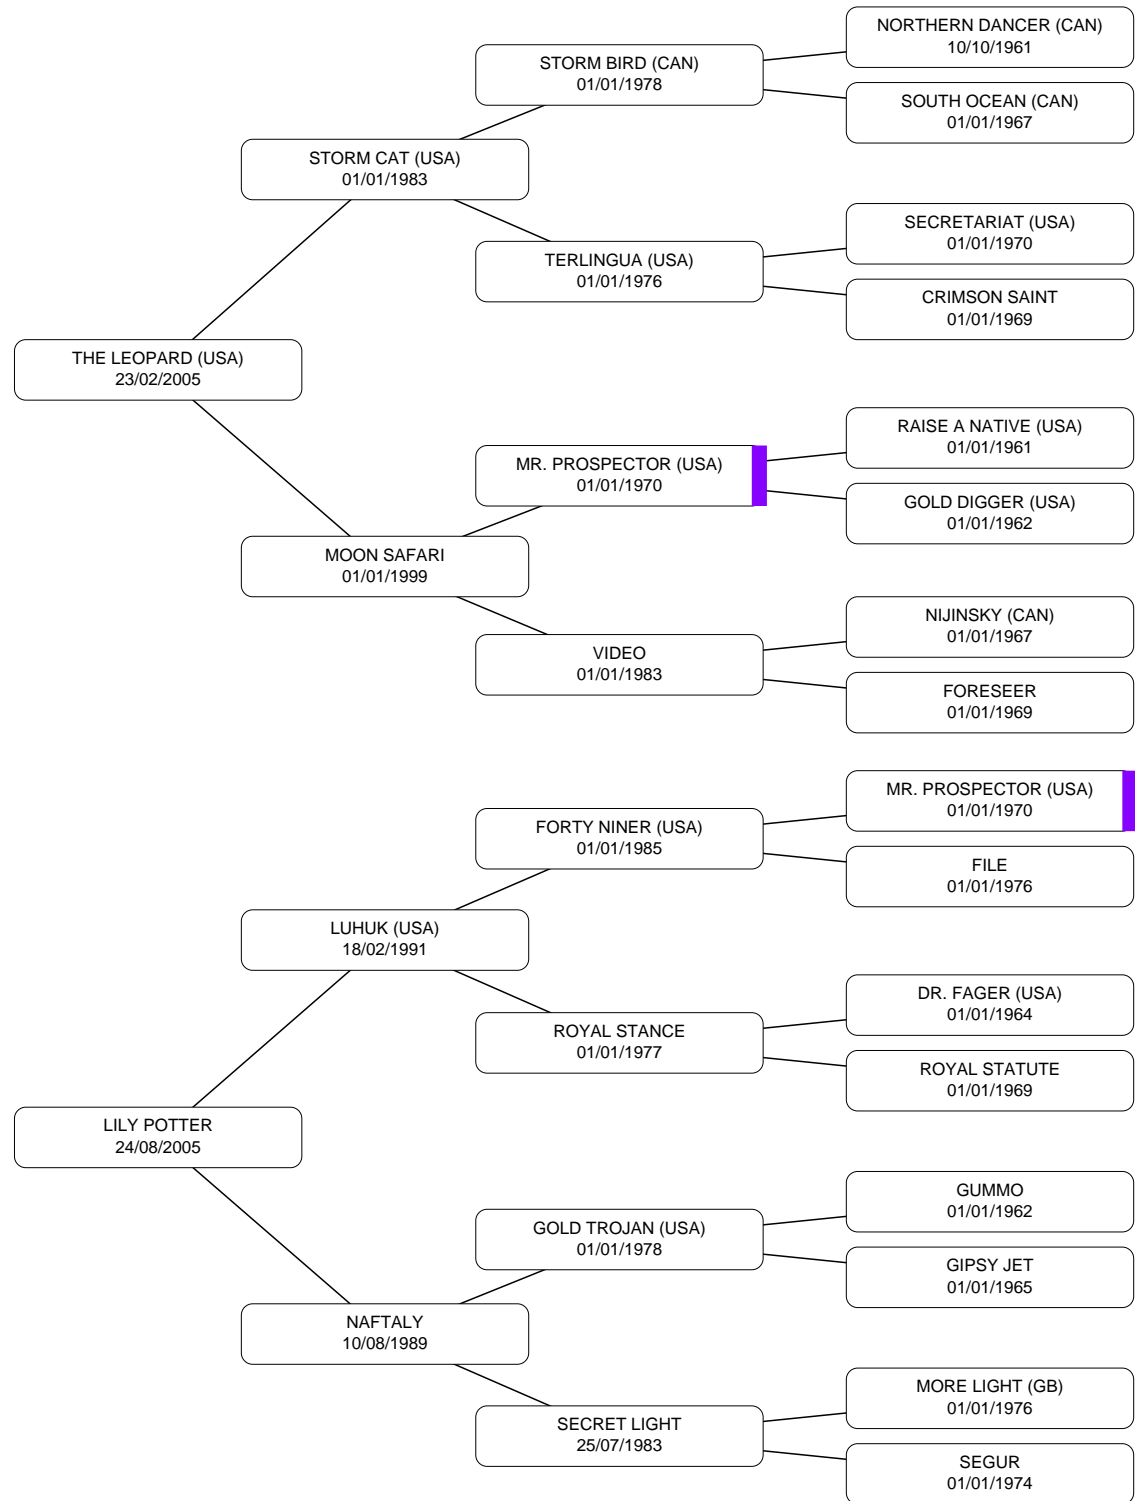 NORTHERN DANCER (CAN)
10/10/1961
STORM BIRD (CAN)
01/01/1978
SOUTH OCEAN (CAN)
01/01/1967
STORM CAT (USA)
01/01/1983
SECRETARIAT (USA)
01/01/1970
TERLINGUA (USA)
01/01/1976
CRIMSON SAINT
01/01/1969
THE LEOPARD (USA)
23/02/2005
RAISE A NATIVE (USA)
01/01/1961
MR. PROSPECTOR (USA)
01/01/1970
GOLD DIGGER (USA)
01/01/1962
MOON SAFARI
01/01/1999
NIJINSKY (CAN)
01/01/1967
VIDEO
01/01/1983
FORESEER
01/01/1969
MR. PROSPECTOR (USA)
01/01/1970
FORTY NINER (USA)
01/01/1985
FILE
01/01/1976
LUHUK (USA)
18/02/1991
DR. FAGER (USA)
01/01/1964
ROYAL STANCE
01/01/1977
ROYAL STATUTE
01/01/1969
LILY POTTER
24/08/2005
GUMMO
01/01/1962
GOLD TROJAN (USA)
01/01/1978
GIPSY JET
01/01/1965
NAFTALY
10/08/1989
MORE LIGHT (GB)
01/01/1976
SECRET LIGHT
25/07/1983
SEGUR
01/01/1974